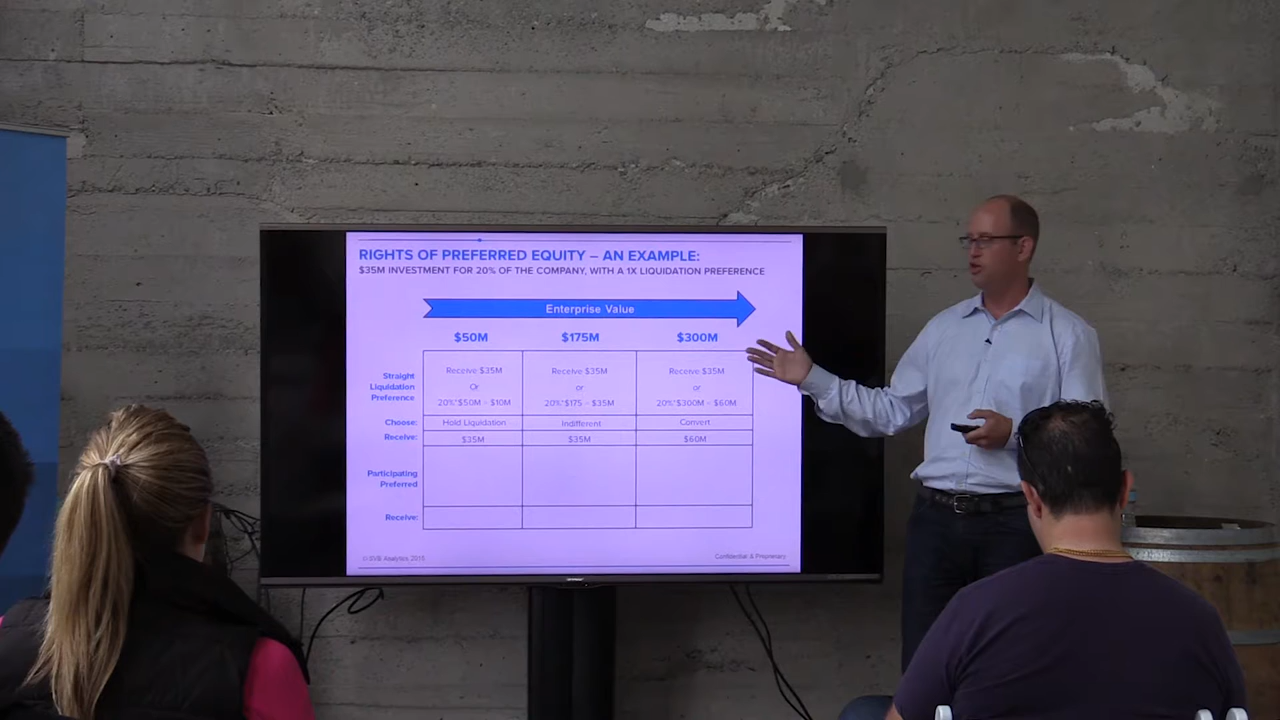 RIGHTS OF PREFERRED EQUITY – AN EXAMPLE:
$35M INVESTMENT FOR 20% OF THE COMPANY, WITH A 1X LIQUIDATION PREFERENCE
Enterprise Value
$50M $175M $300M
Straight
Liquidation
Preference
Receive $35M Receive $35M Receive $35M
Or or or
20%*$50M – $10M 20%*$175 – $35M 20%*$300M – $60M
Choose: Hold Liquidation Indifferent Convert
Receive: $35M $35M $60M
Participating
Preferred
Receive:
© SVB Analytics 2015 Confidential & Proprietary